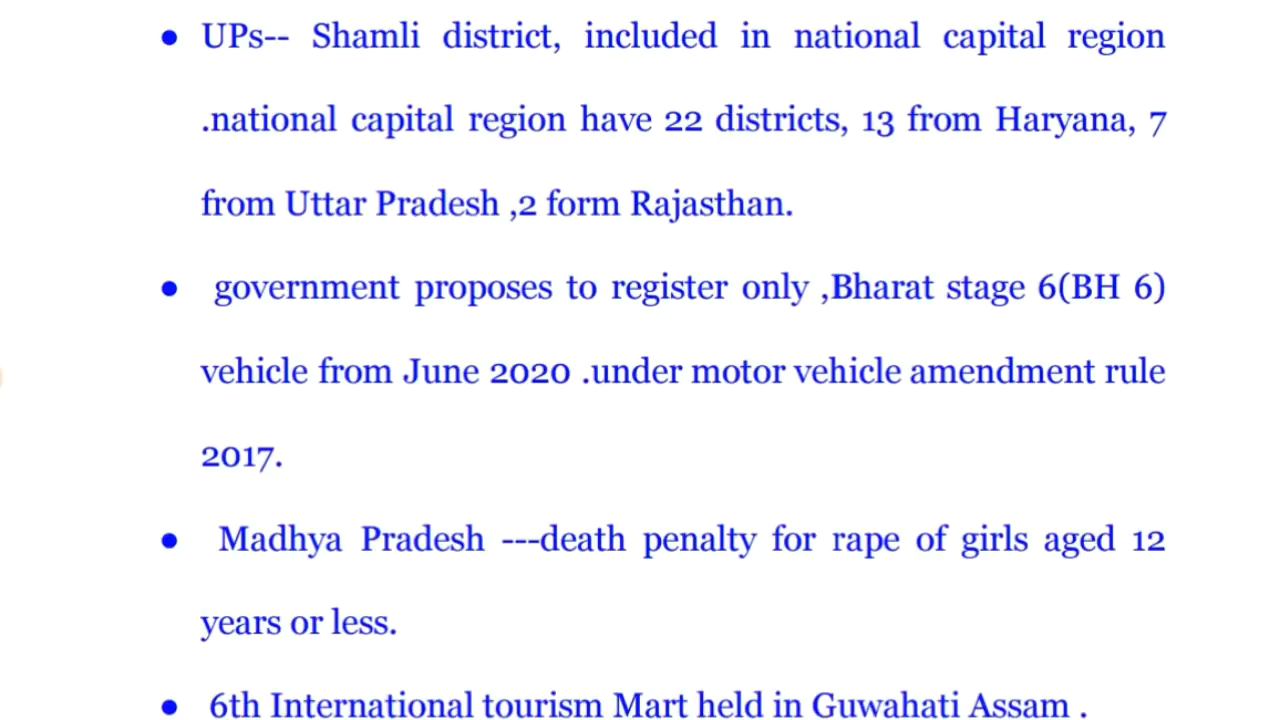 ● UPs-- Shamli district, included in national capital region
.national capital region have 22 districts, 13 from Haryana, 7
from Uttar Pradesh ,2 form Rajasthan.
● government proposes to register only ,Bharat stage 6(BH 6)
vehicle from June 2020 .under motor vehicle amendment rule
2017.
● Madhya Pradesh ---death penalty for rape of girls aged 12
years or less.
● 6th International tourism Mart held in Guwahati Assam .